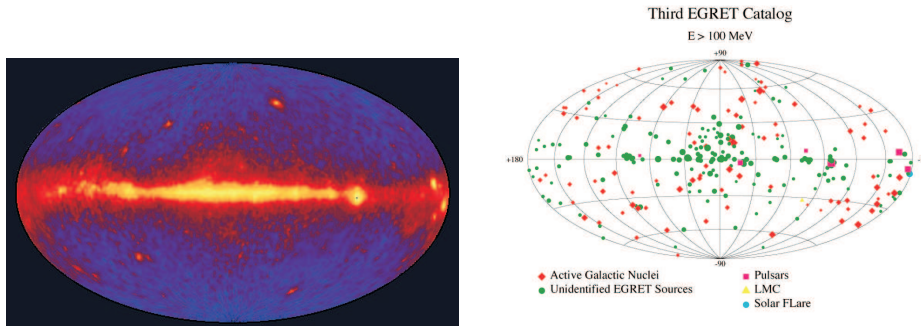 Third EGRET Catalog
E > 100 MeV
+90
+180
-90
Active Galactic Nuclei
Unidentified EGRET Sources
Pulsars
LMC
Solar FLare